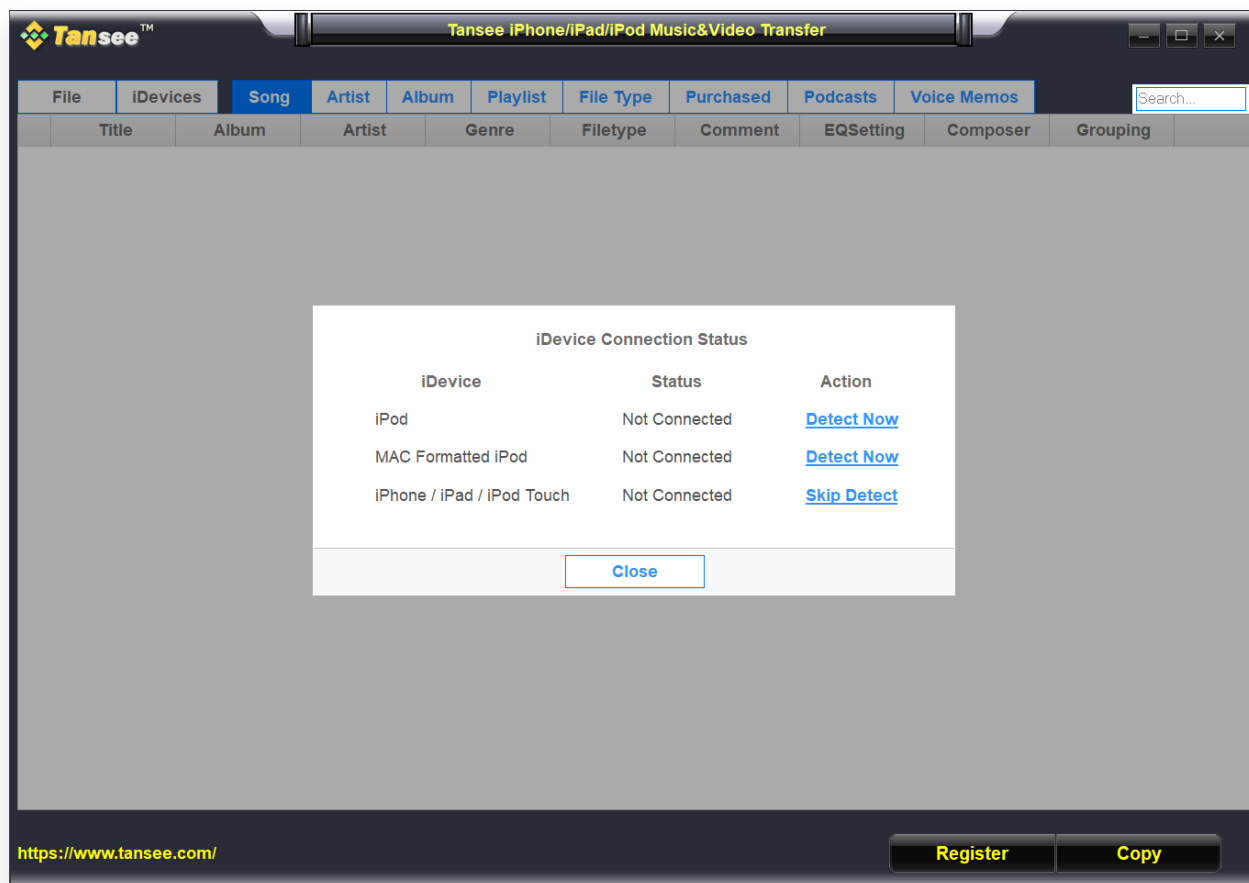 Tansee™
Tansee iPhone/iPad/iPod Music&Video Transfer
File iDevices Song Artist Album Playlist File Type Purchased Podcasts Voice Memos Search...
Title Album Artist Genre Filetype Comment EQSetting Composer Grouping
iDevice Connection Status
iDevice Status Action
iPod Not Connected Detect Now
MAC Formatted iPod Not Connected Detect Now
iPhone / iPad / iPod Touch Not Connected Skip Detect
Close
https://www.tansee.com/ Register Copy